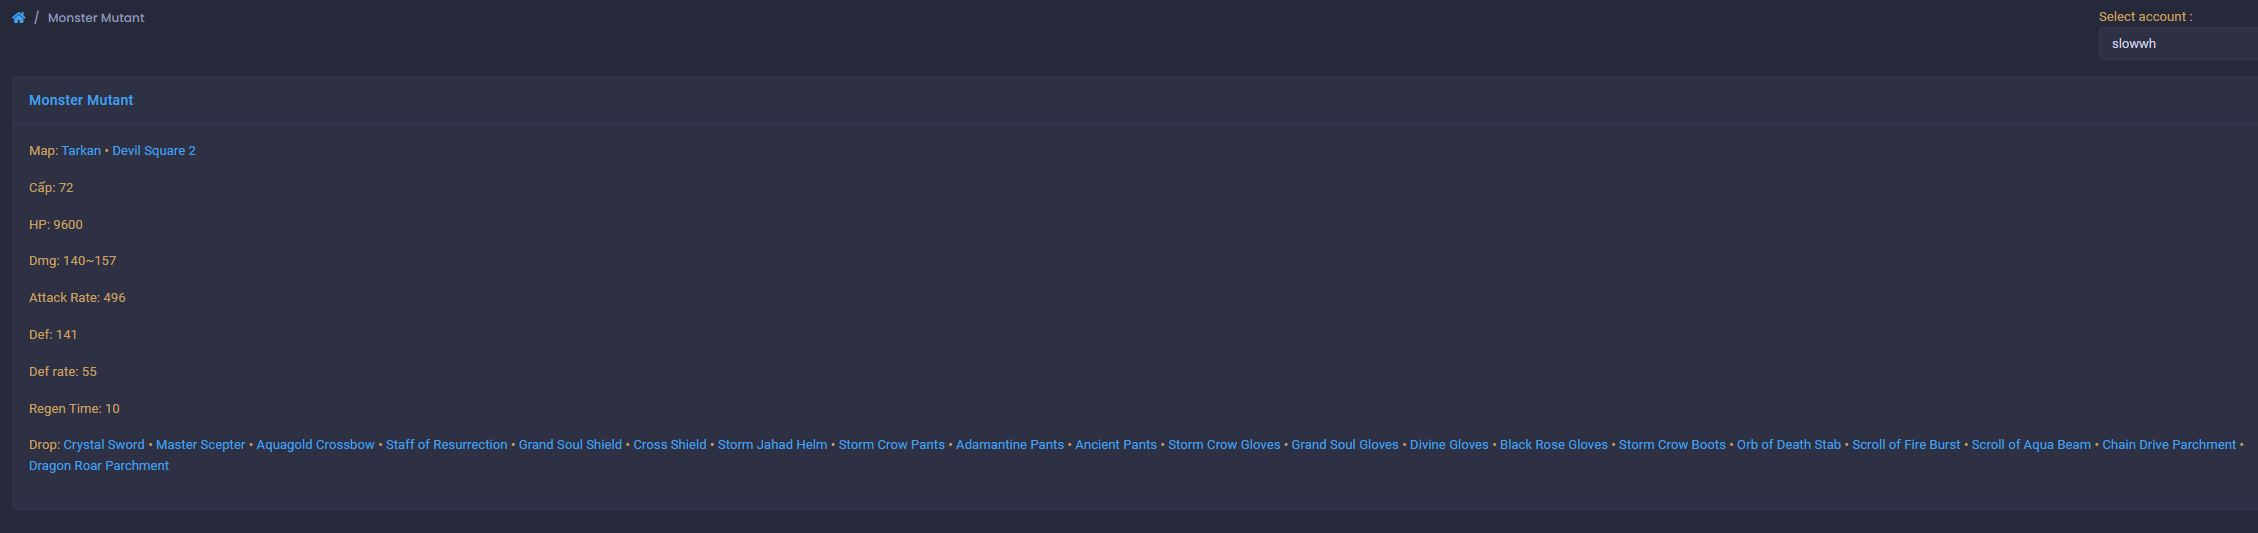 / Monster Mutant
Select account :
slowwh
Monster Mutant
Map: Tarkan • Devil Square 2
Cấp: 72
HP: 9600
Dmg: 140~157
Attack Rate: 496
Def: 141
Def rate: 55
Regen Time: 10
Drop: Crystal Sword • Master Scepter • Aquagold Crossbow • Staff of Resurrection • Grand Soul Shield • Cross Shield • Storm Jahad Helm • Storm Crow Pants • Adamantine Pants • Ancient Pants • Storm Crow Gloves • Grand Soul Gloves • Divine Gloves • Black Rose Gloves • Storm Crow Boots • Orb of Death Stab • Scroll of Fire Burst • Scroll of Aqua Beam • Chain Drive Parchment •
Dragon Roar Parchment